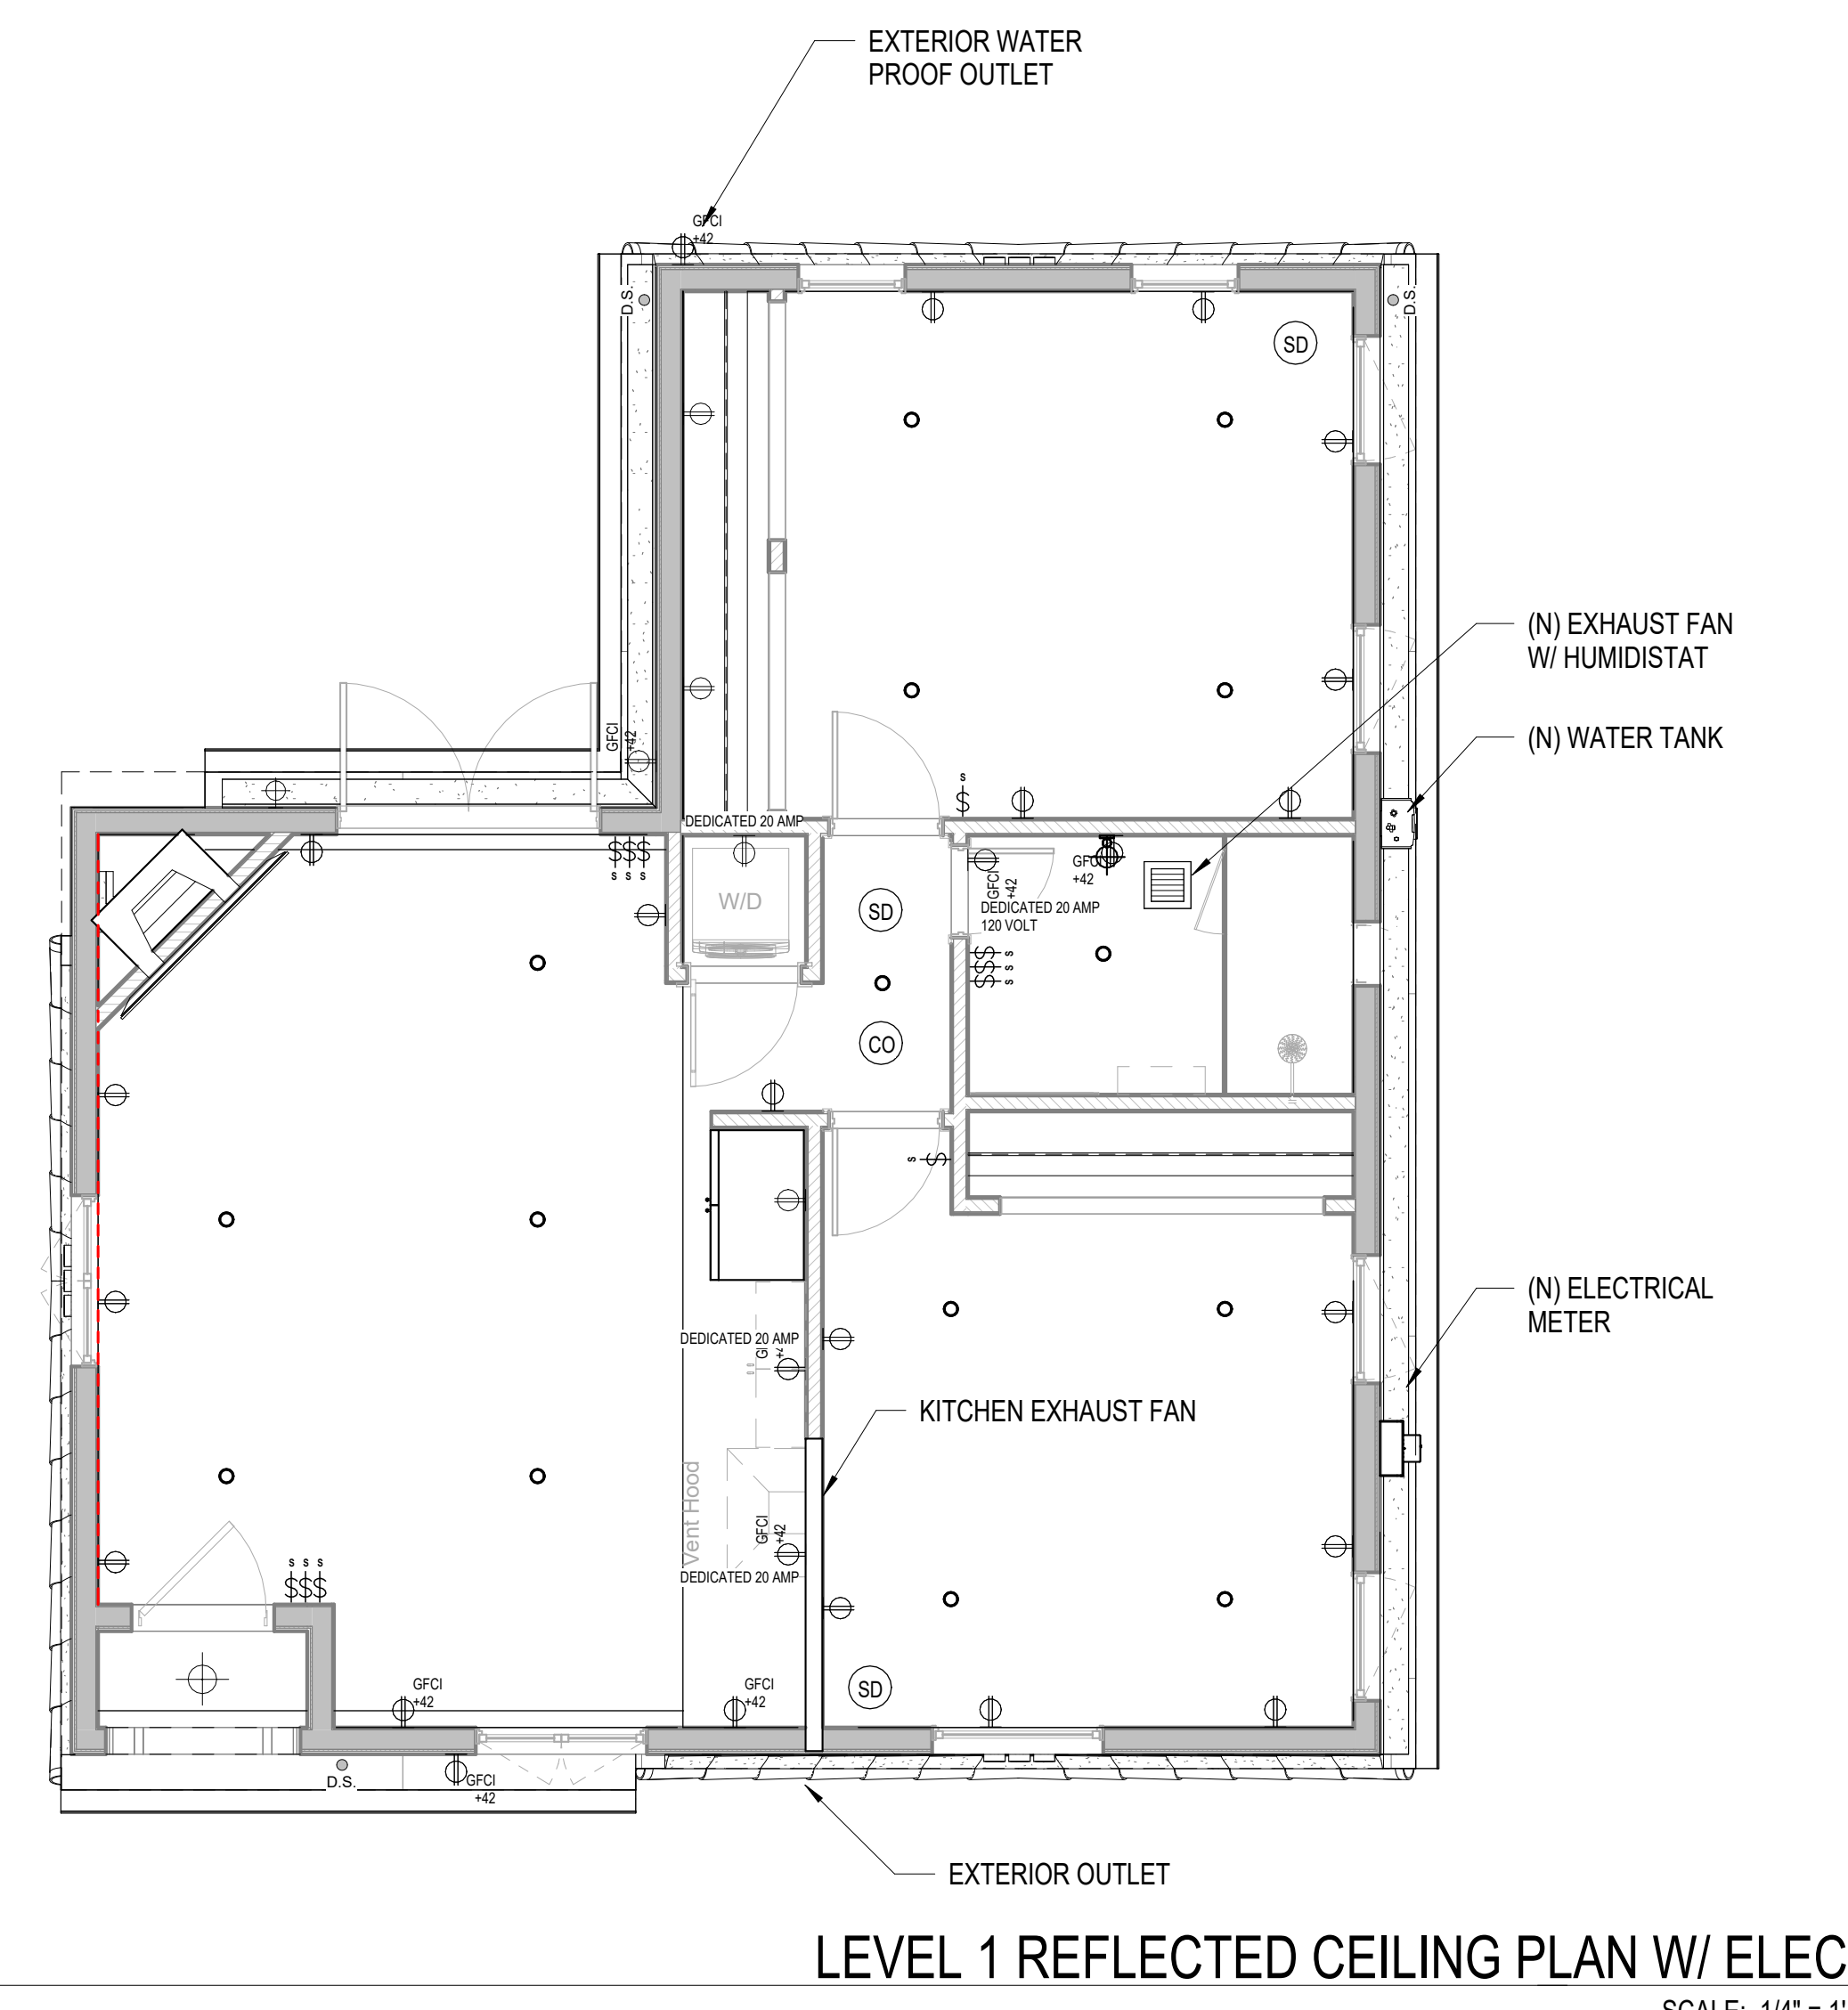 EXTERIOR WATER
PROOF OUTLET
GFCI
+42
D.S.
D.S.
SD
(N) EXHAUST FAN
W/ HUMIDISTAT
(N) WATER TANK
GFCI
+42
s
$
DEDICATED 20 AMP
$$$
s s s
W/D
SD
GFCI
+42
GFCI
+42
DEDICATED 20 AMP
120 VOLT
$$$
s s s
CO
s $
(N) ELECTRICAL
METER
DEDICATED 20 AMP
KITCHEN EXHAUST FAN
Vent Hood
GFCI
+42
DEDICATED 20 AMP
s s s
$$$
SD
GFCI
+42
GFCI
+42
D.S.
GFCI
+42
EXTERIOR OUTLET
LEVEL 1 REFLECTED CEILING PLAN W/ ELEC